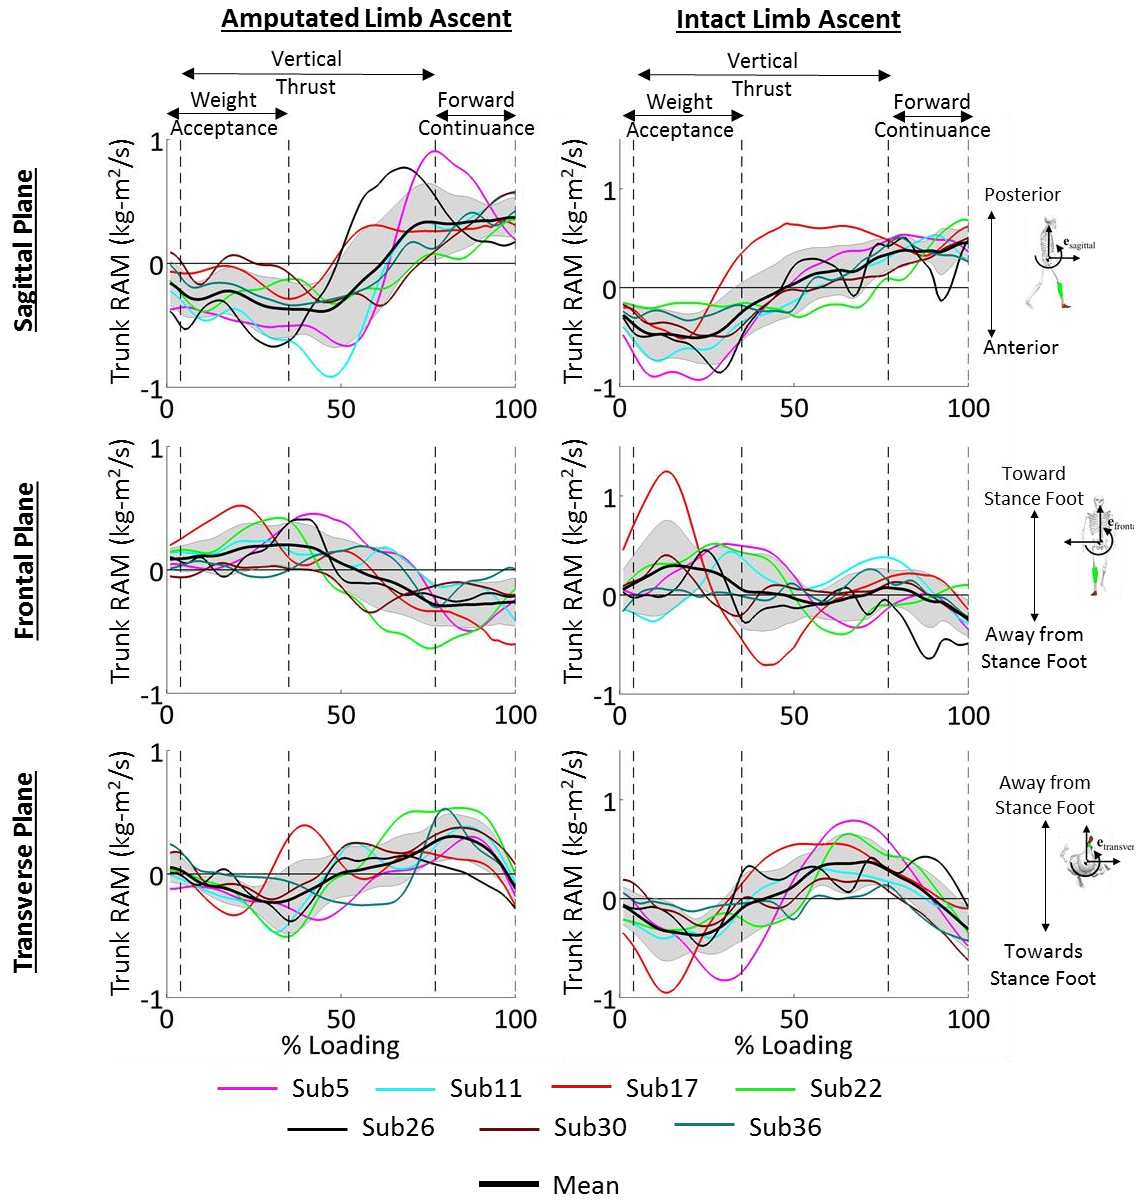 Amputated Limb Ascent
Intact Limb Ascent
Vertical
Thrust
Vertical
Thrust
Weight
Acceptance
Forward
Continuance
Weight
Acceptance
Forward
Continuance
Sagittal Plane
Trunk RAM (kg-m²/s)
1
0
-1
0
50
100
Trunk RAM (kg-m²/s)
1
0
-1
0
50
100
Posterior
e sagittal
Anterior
Frontal Plane
Trunk RAM (kg-m²/s)
1
0
-1
0
50
100
Trunk RAM (kg-m²/s)
1
0
-1
0
50
100
Toward
Stance Foot
e fronta
Away from
Stance Foot
Transverse Plane
Trunk RAM (kg-m²/s)
1
0
-1
0
50
100
% Loading
Trunk RAM (kg-m²/s)
1
0
-1
0
50
100
% Loading
Away from
Stance Foot
e transver
Towards
Stance Foot
Sub5
Sub11
Sub17
Sub22
Sub26
Sub30
Sub36
Mean